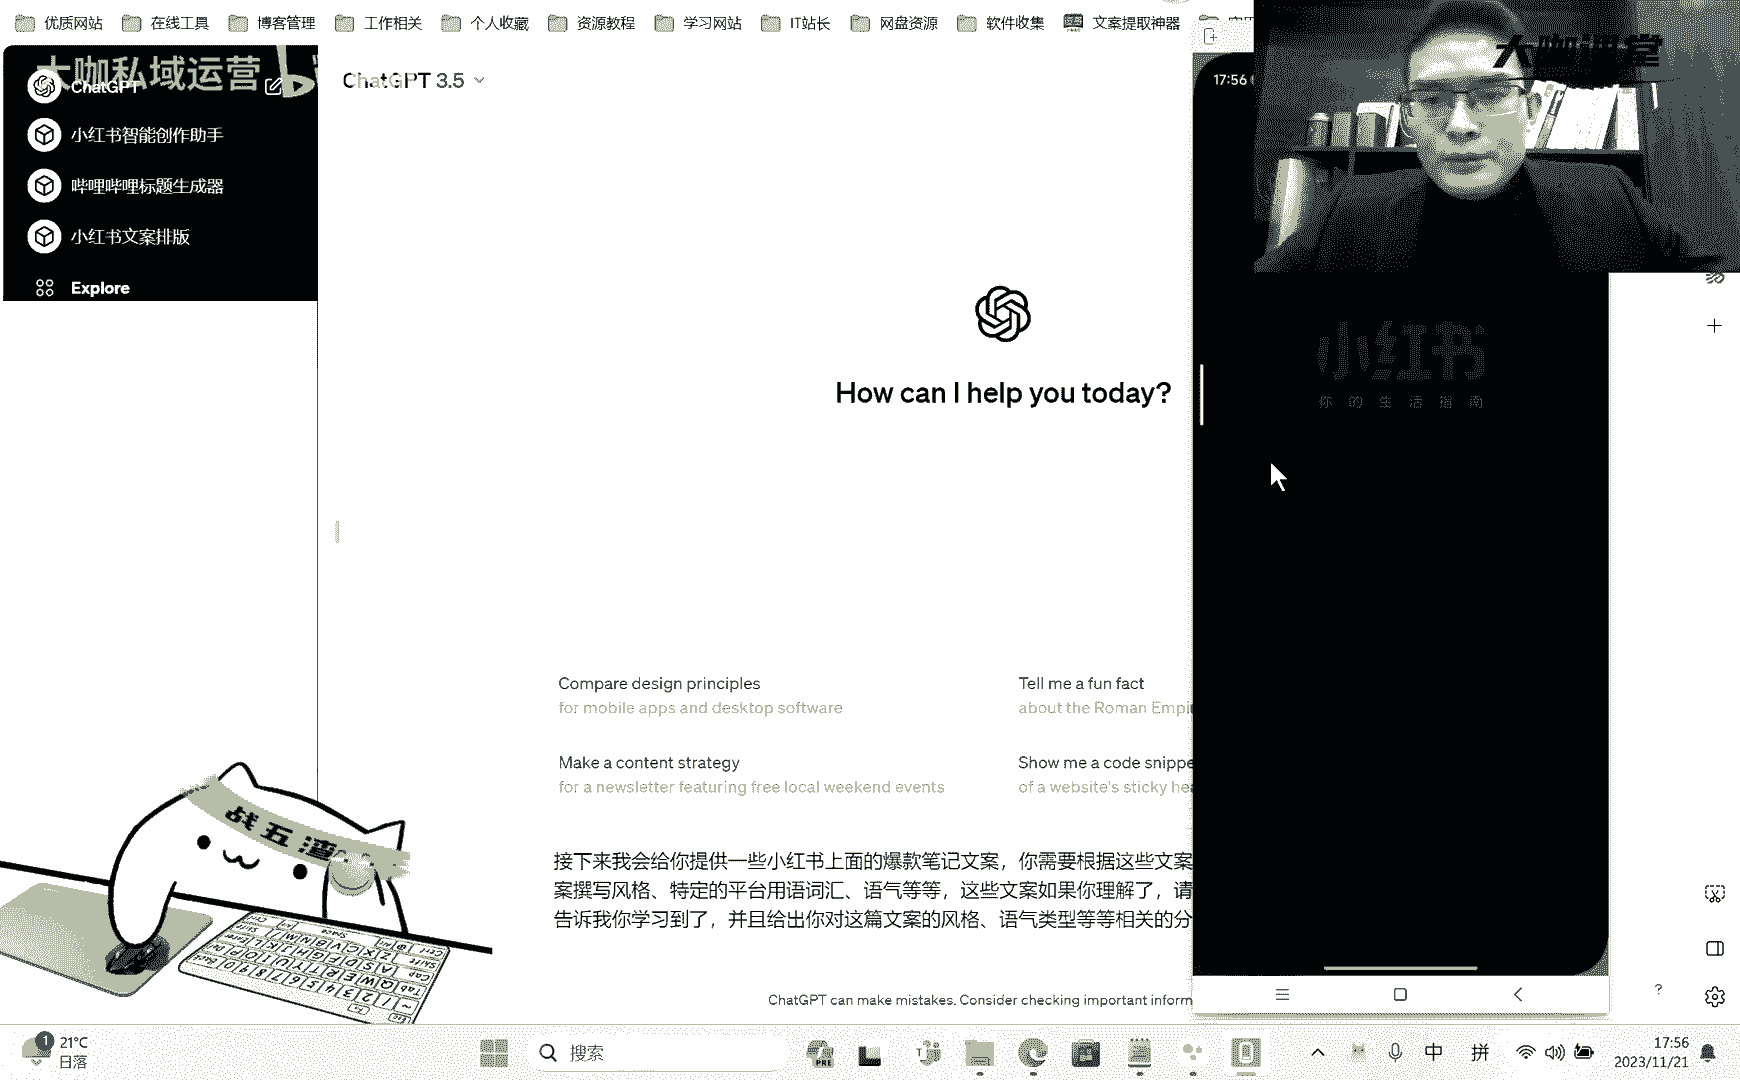 优质网站 在线工具 博客管理 工作相关 个人收藏 资源教程 学习网站 IT站长 网盘资源 软件收集 文案提取神器
大咖私域运营
ChatGPT
小红书智能创作助手
哔哩哔哩标题生成器
小红书文案排版
Explore
ChatGPT 3.5
How can I help you today?
Compare design principles
for mobile apps and desktop software
Tell me a fun fact
about the Roman Empi
Make a content strategy
for a newsletter featuring free local weekend events
Show me a code snippe
of a website's sticky hea
接下来我会给你提供一些小红书上面的爆款笔记文案，你需要根据这些文案
案撰写风格、特定的平台用语词汇、语气等等，这些文案如果你理解了，请
告诉我你学习到了，并且给出你对这篇文案的风格、语气类型等等相关的分
ChatGPT can make mistakes. Consider checking important inform
17:56
大咖课堂
小红书
你的生活指南
战五渣
1
21°C
日落
搜索
PRE
中
拼
17:56
2023/11/21